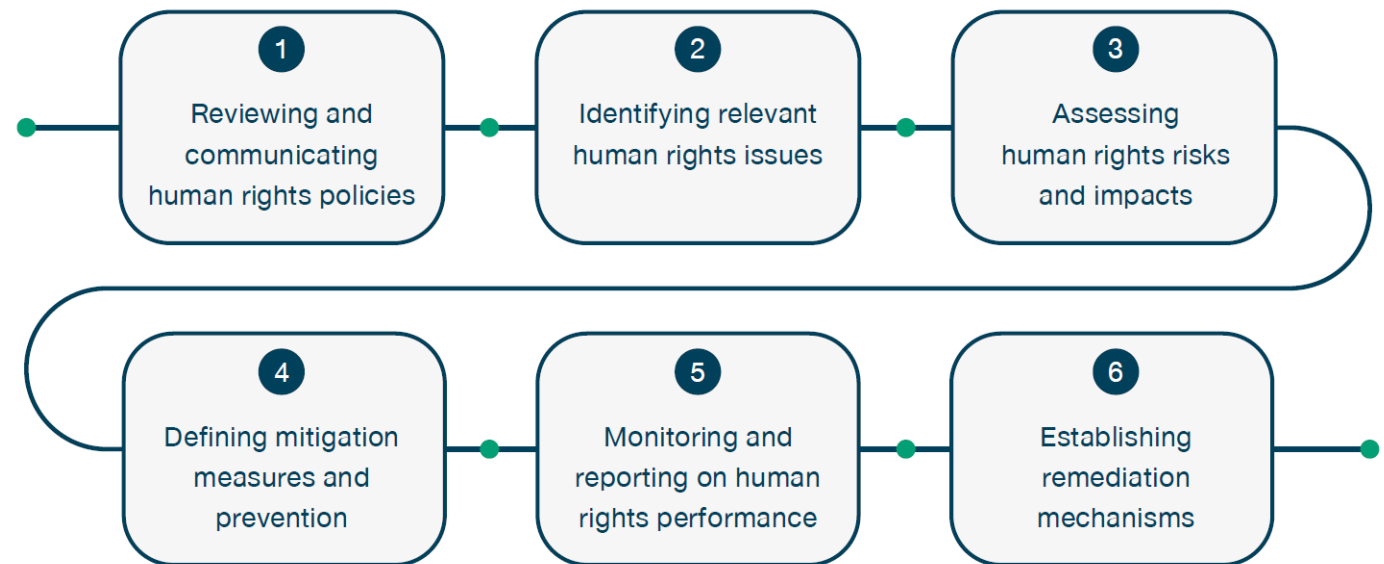 1
Reviewing and
communicating
human rights policies
2
Identifying relevant
human rights issues
3
Assessing
human rights risks
and impacts
4
Defining mitigation
measures and
prevention
5
Monitoring and
reporting on human
rights performance
6
Establishing
remediation
mechanisms